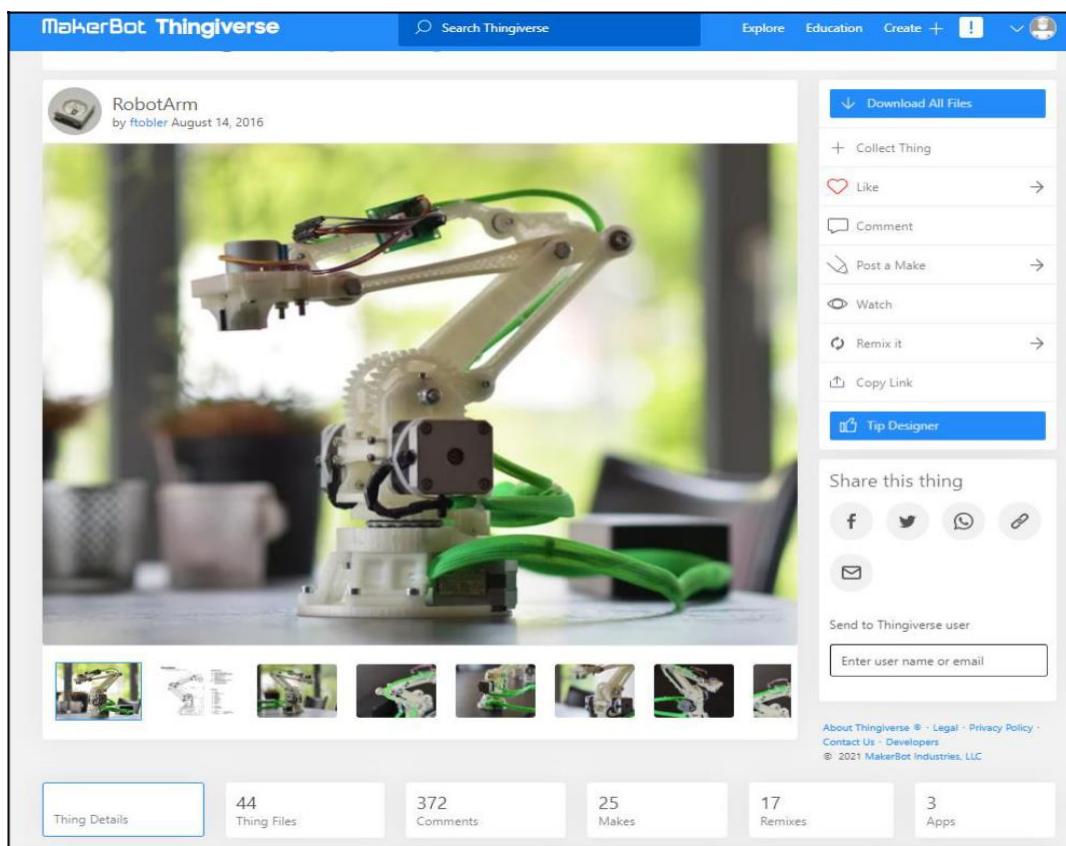 MakerBot Thingiverse
Search Thingiverse
Explore
Education
Create +
!
RobotArm
by ftobler August 14, 2016
Download All Files
Collect Thing
Like
Comment
Post a Make
Watch
Remix it
Copy Link
Tip Designer
Share this thing
Send to Thingiverse user
Enter user name or email
About Thingiverse ® · Legal · Privacy Policy ·
Contact Us · Developers
© 2021 MakerBot Industries, LLC
Thing Details
44
Thing Files
372
Comments
25
Makes
17
Remixes
3
Apps